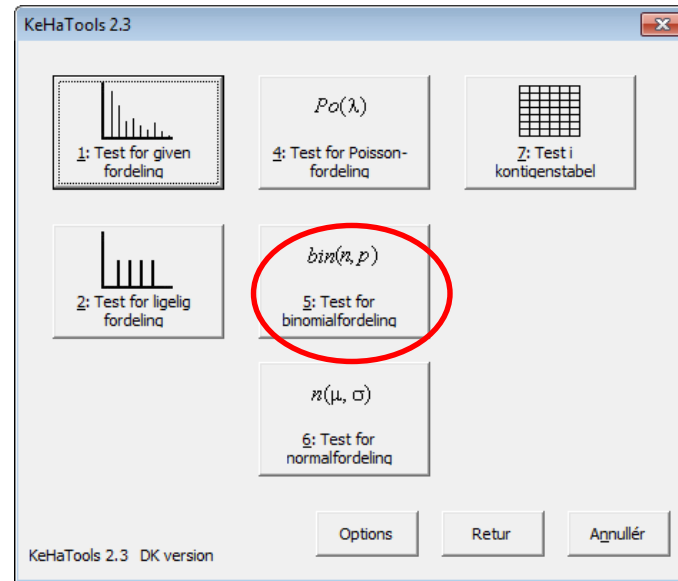 KeHaTools 2.3
1: Test for given
fordeling
Po(λ)
4: Test for Poisson-
fordeling
7: Test i
kontigenstabel
2: Test for ligelig
fordeling
bin(n, p)
5: Test for
binomialfordeling
n(μ, σ)
6: Test for
normalfordeling
Options
Retur
Annullér
KeHaTools 2.3 DK version